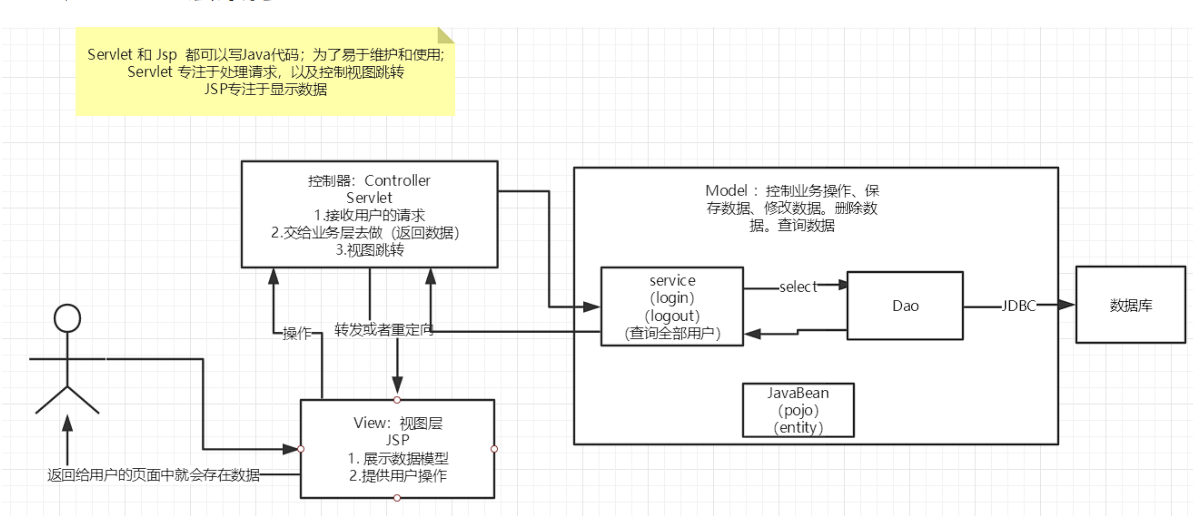 Servlet 和 Jsp 都可以写Java代码；为了易于维护和使用;
Servlet 专注于处理请求，以及控制视图跳转
JSP专注于显示数据
控制器：Controller
Servlet
1.接收用户的请求
2.交给业务层去做（返回数据）
3.视图跳转
Model ：控制业务操作、保
存数据、修改数据。删除数
据。查询数据
service
（login）
(logout)
(查询全部用户)
select
Dao
JDBC
数据库
操作
转发或者重定向
JavaBean
（pojo）
（entity）
View：视图层
JSP
1. 展示数据模型
2.提供用户操作
返回给用户的页面中就会存在数据